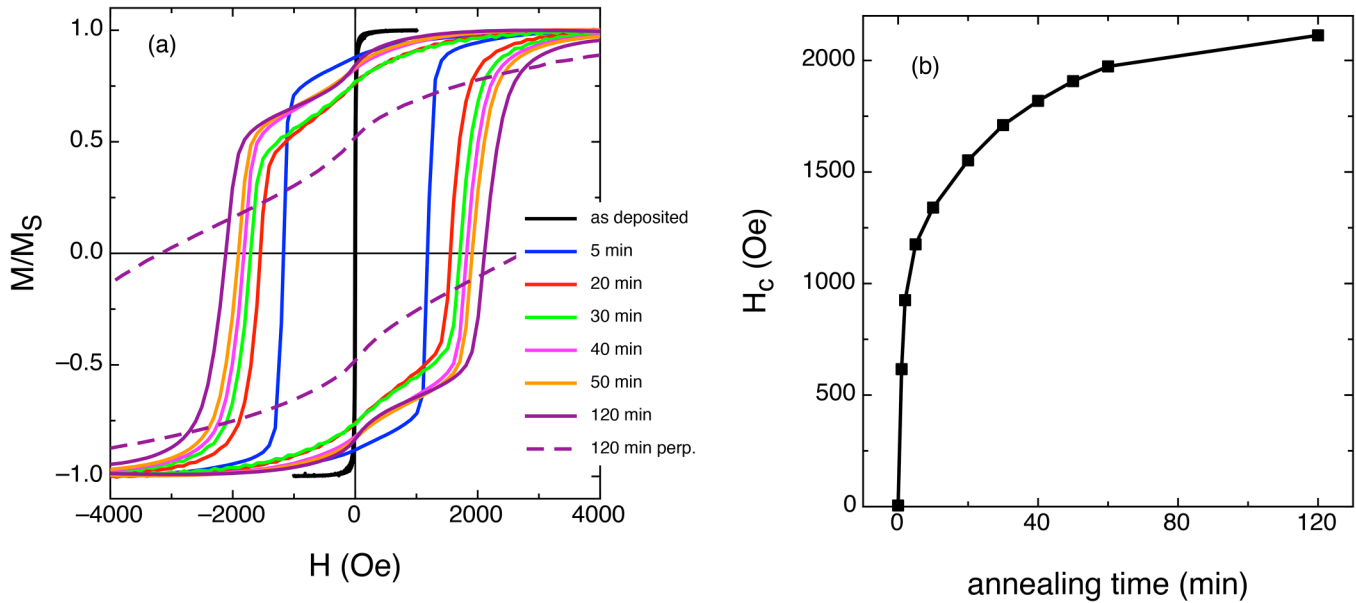 (a)
1.0
0.5
0.0
−0.5
−1.0
M/MS
−4000 −2000 0 2000 4000
H (Oe)
as deposited
5 min
20 min
30 min
40 min
50 min
120 min
120 min perp.
(b)
2000
1500
1000
500
0
Hc (Oe)
0 40 80 120
annealing time (min)